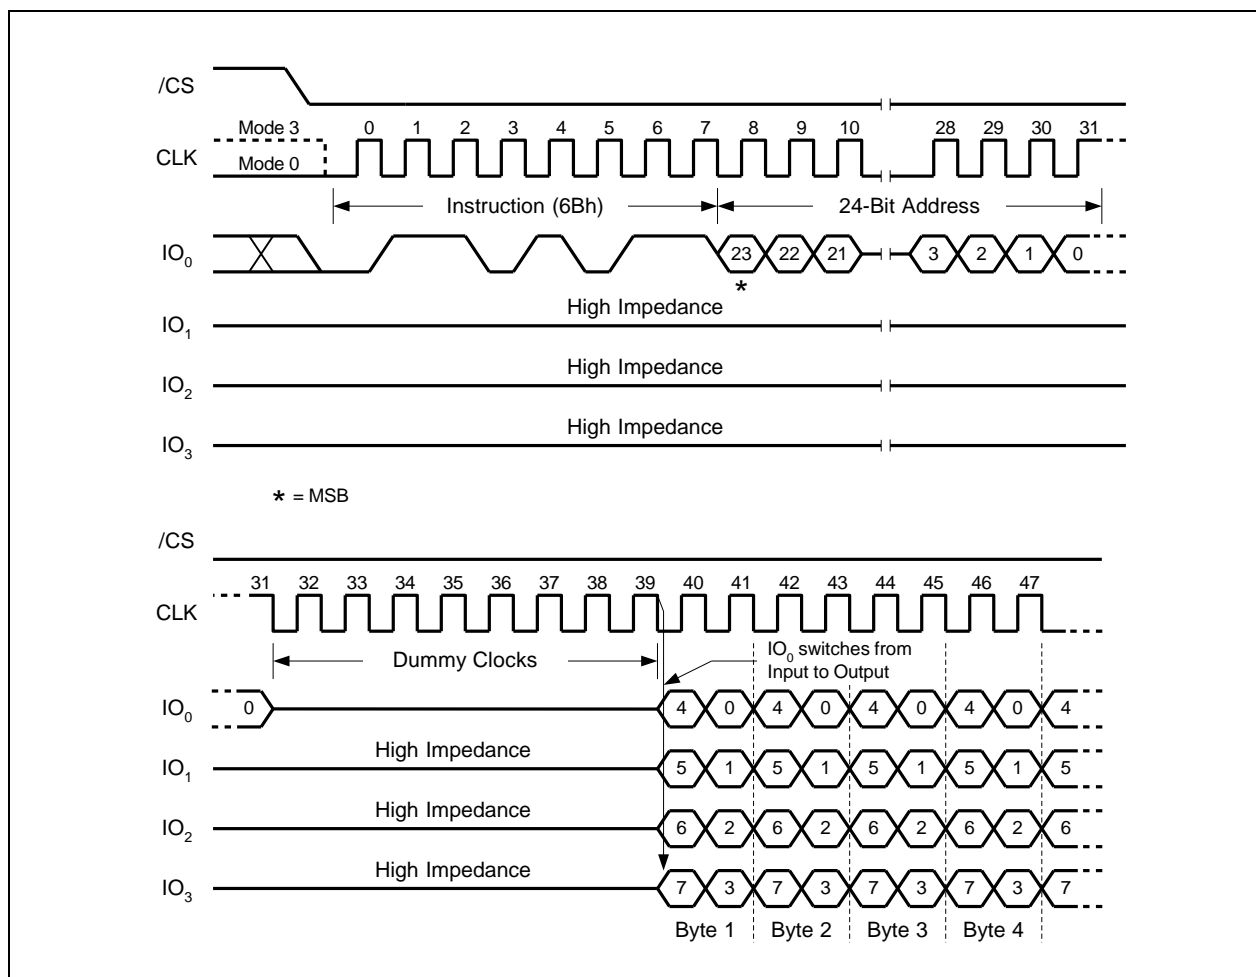 /CS
Mode 3 0 1 2 3 4 5 6 7 8 9 10 28 29 30 31
CLK Mode 0
Instruction (6Bh) 24-Bit Address
IO0 23 22 21 3 2 1 0
*
High Impedance
IO1
High Impedance
IO2
High Impedance
IO3
* = MSB
/CS
31 32 33 34 35 36 37 38 39 40 41 42 43 44 45 46 47
CLK
Dummy Clocks
IO0 switches from
Input to Output
IO0 0 4 0 4 0 4 0 4 0 4
High Impedance
IO1 5 1 5 1 5 1 5 1 5
High Impedance
IO2 6 2 6 2 6 2 6 2 6
High Impedance
IO3 7 3 7 3 7 3 7 3 7
Byte 1 Byte 2 Byte 3 Byte 4